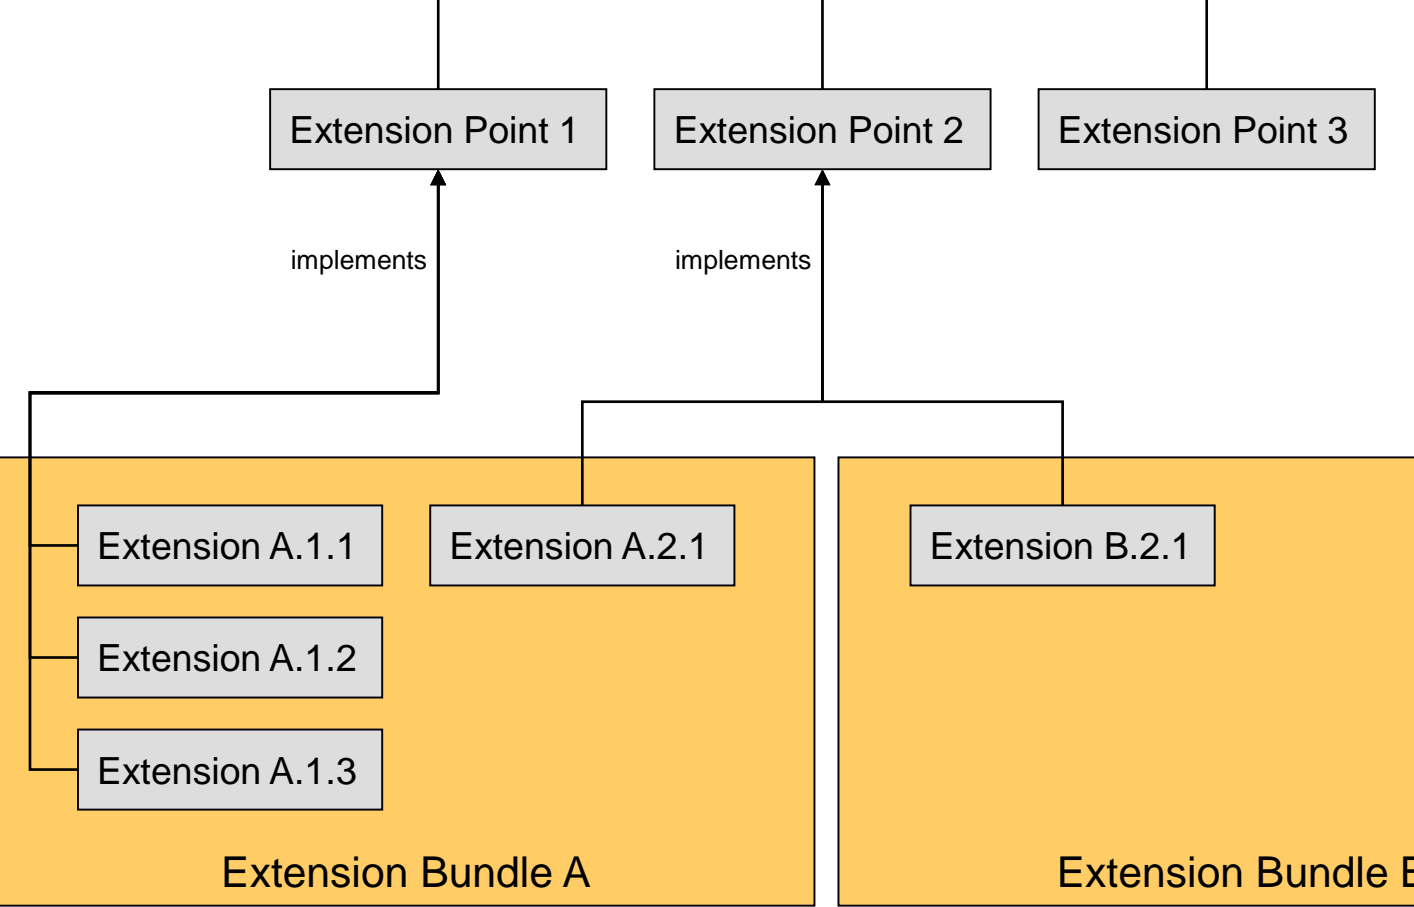 Extension Point 1
Extension Point 2
Extension Point 3
implements
implements
Extension A.1.1
Extension A.2.1
Extension B.2.1
Extension A.1.2
Extension A.1.3
Extension Bundle A
Extension Bundle